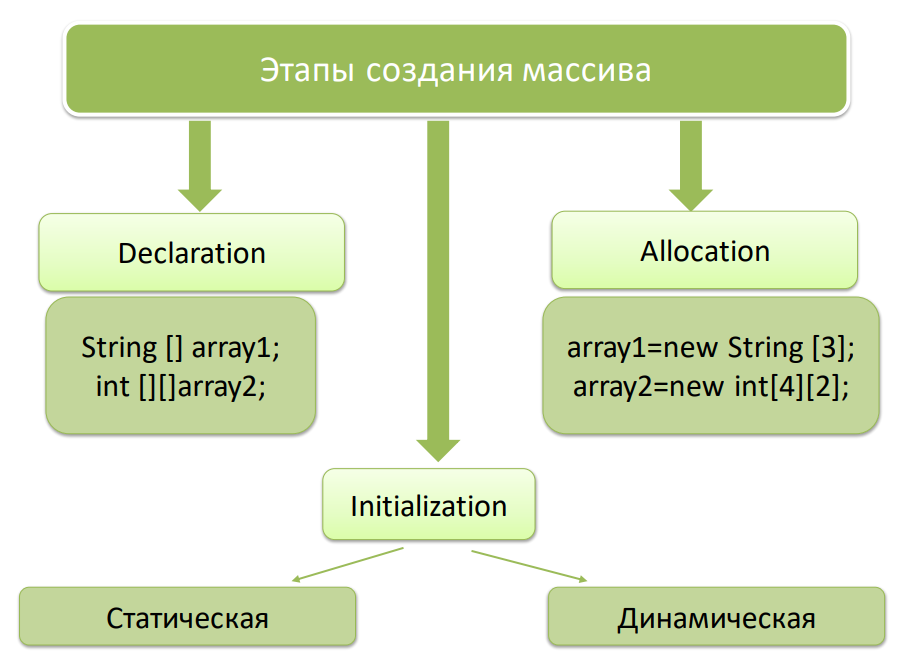 Этапы создания массива
Declaration
String [] array1;
int [][]array2;
Allocation
array1=new String [3];
array2=new int[4][2];
Initialization
Статическая
Динамическая